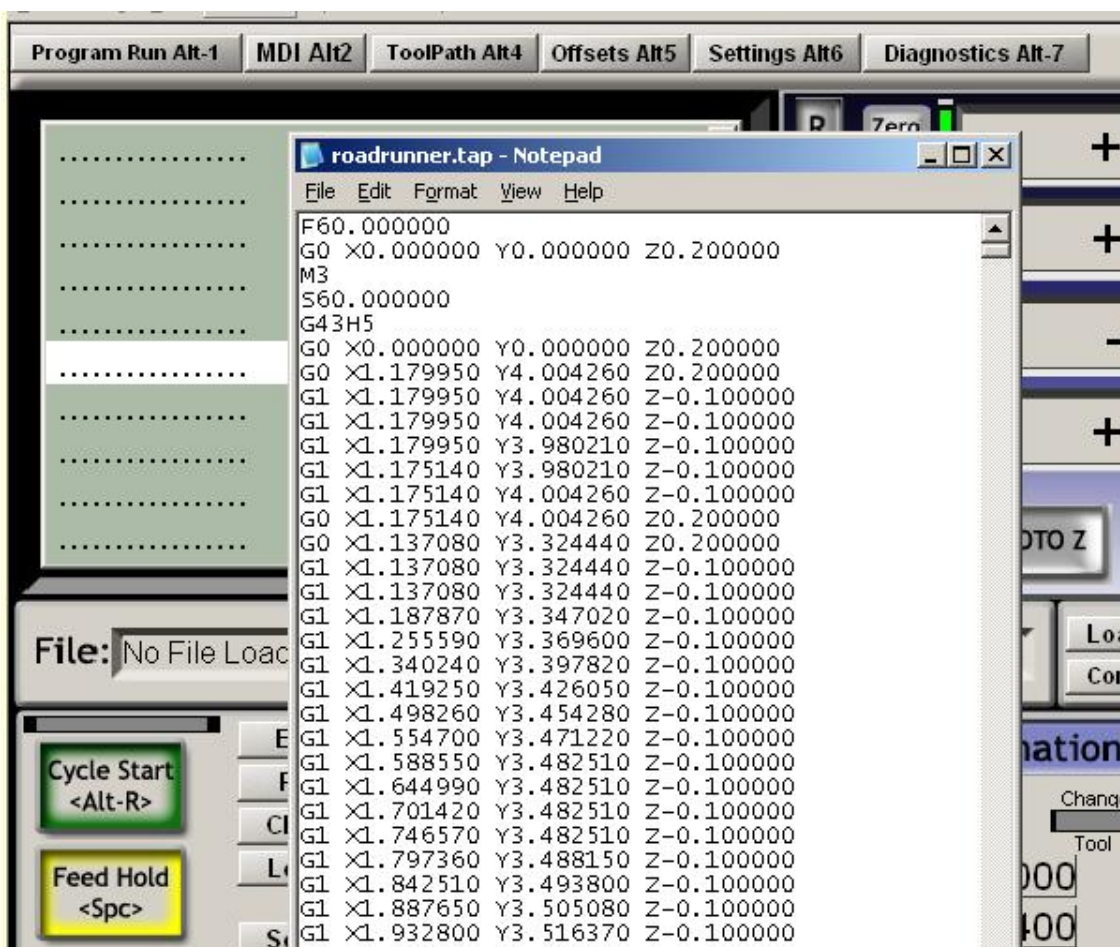 Program Run Alt-1 MDI Alt2 ToolPath Alt4 Offsets Alt5 Settings Alt6 Diagnostics Alt-7
R Zero +
roadrunner.tap - Notepad
File Edit Format View Help
F60.000000
G0 X0.000000 Y0.000000 Z0.200000
M3
S60.000000
G43H5
G0 X0.000000 Y0.000000 Z0.200000
G0 X1.179950 Y4.004260 Z0.200000
G1 X1.179950 Y4.004260 Z-0.100000
G1 X1.179950 Y4.004260 Z-0.100000
G1 X1.179950 Y3.980210 Z-0.100000
G1 X1.175140 Y3.980210 Z-0.100000
G1 X1.175140 Y4.004260 Z-0.100000
G0 X1.175140 Y4.004260 Z0.200000
G0 X1.137080 Y3.324440 Z0.200000
G1 X1.137080 Y3.324440 Z-0.100000
G1 X1.137080 Y3.324440 Z-0.100000
G1 X1.187870 Y3.347020 Z-0.100000
G1 X1.255590 Y3.369600 Z-0.100000
G1 X1.340240 Y3.397820 Z-0.100000
G1 X1.419250 Y3.426050 Z-0.100000
G1 X1.498260 Y3.454280 Z-0.100000
G1 X1.554700 Y3.471220 Z-0.100000
G1 X1.588550 Y3.482510 Z-0.100000
G1 X1.644990 Y3.482510 Z-0.100000
G1 X1.701420 Y3.482510 Z-0.100000
G1 X1.746570 Y3.482510 Z-0.100000
G1 X1.797360 Y3.488150 Z-0.100000
G1 X1.842510 Y3.493800 Z-0.100000
G1 X1.887650 Y3.505080 Z-0.100000
G1 X1.932800 Y3.516370 Z-0.100000
+
-
+
OTO Z
File: No File Load
Cycle Start
<Alt-R>
Feed Hold
<Spc>
nation
Tool
000
400